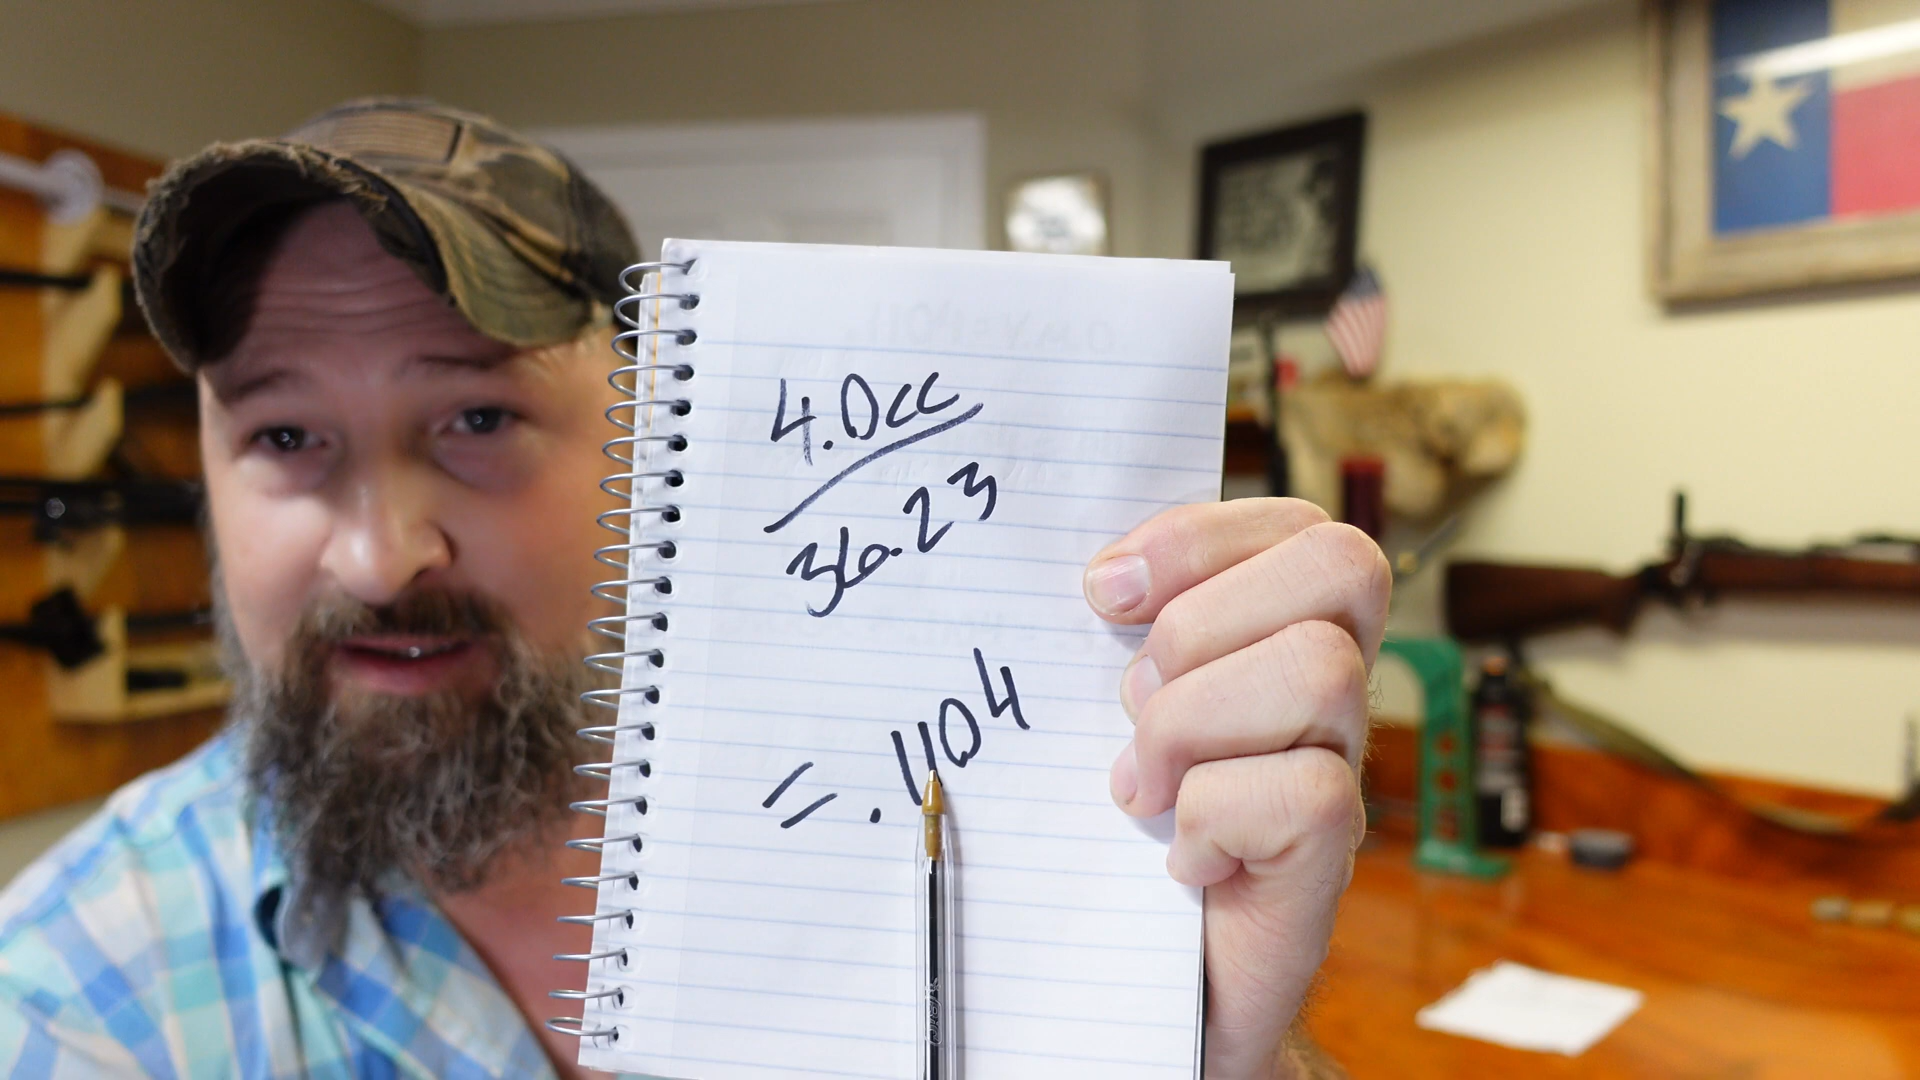 4.0cc
36.23
= .1104